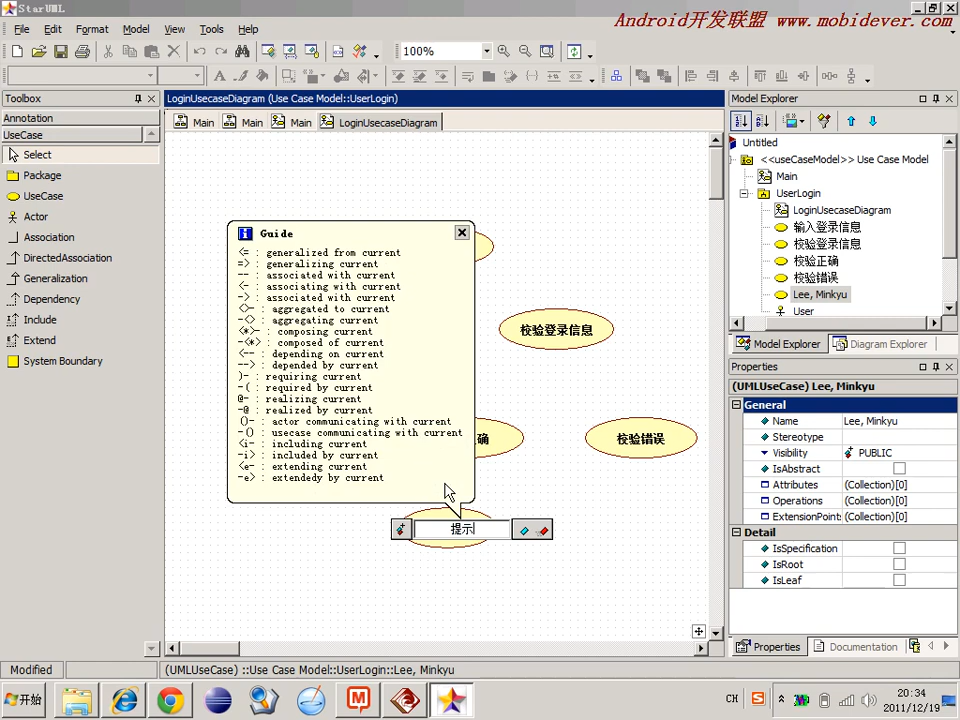 StarUML
Android开发联盟 www.mobidever.com
File Edit Format Model View Tools Help
100%
Toolbox
Annotation
UseCase
Select
Package
UseCase
Actor
Association
DirectedAssociation
Generalization
Dependency
Include
Extend
System Boundary
LoginUsecaseDiagram (Use Case Model::UserLogin)
Main Main Main LoginUsecaseDiagram
Guide
<= : generalized from current
=> : generalizing current
-- : associated with current
<- : associating with current
-> : associated with current
<>- : aggregated to current
-<> : aggregating current
<*>- : composing current
-<*> : composed of current
<-- : depending on current
--> : depended by current
)- : requiring current
-( : required by current
@- : realizing current
-@ : realized by current
()- : actor communicating with current
-() : usecase communicating with current
<i- : including current
-i> : included by current
<e- : extending current
-e> : extendedy by current
校验登录信息
确
校验错误
提示
Model Explorer
Untitled
<<useCaseModel>> Use Case Model
Main
UserLogin
LoginUsecaseDiagram
输入登录信息
校验登录信息
校验正确
校验错误
Lee, Minkyu
User
Model Explorer Diagram Explorer
Properties
(UMLUseCase) Lee, Minkyu
General
Name Lee, Minkyu
Stereotype
Visibility PUBLIC
IsAbstract
Attributes (Collection)[0]
Operations (Collection)[0]
ExtensionPoint: (Collection)[0]
Detail
IsSpecification
IsRoot
IsLeaf
Properties Documentation
Modified (UMLUseCase) ::Use Case Model::UserLogin::Lee, Minkyu
开始
CH
20:34
2011/12/19